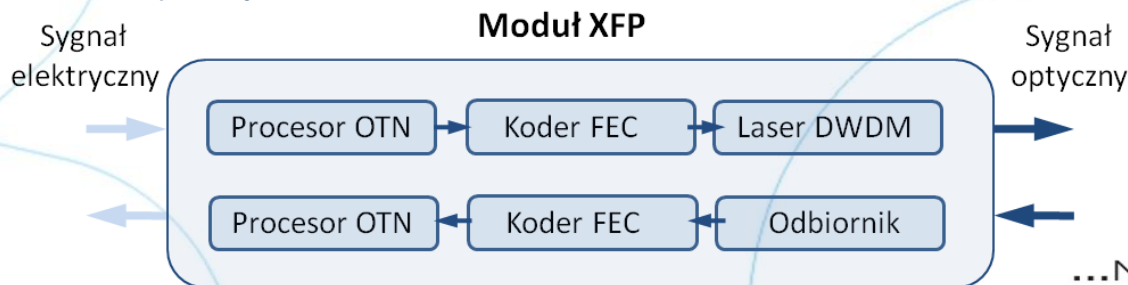 Moduł XFP
Sygnał
elektryczny
Sygnał
optyczny
Procesor OTN
Koder FEC
Laser DWDM
Procesor OTN
Koder FEC
Odbiornik